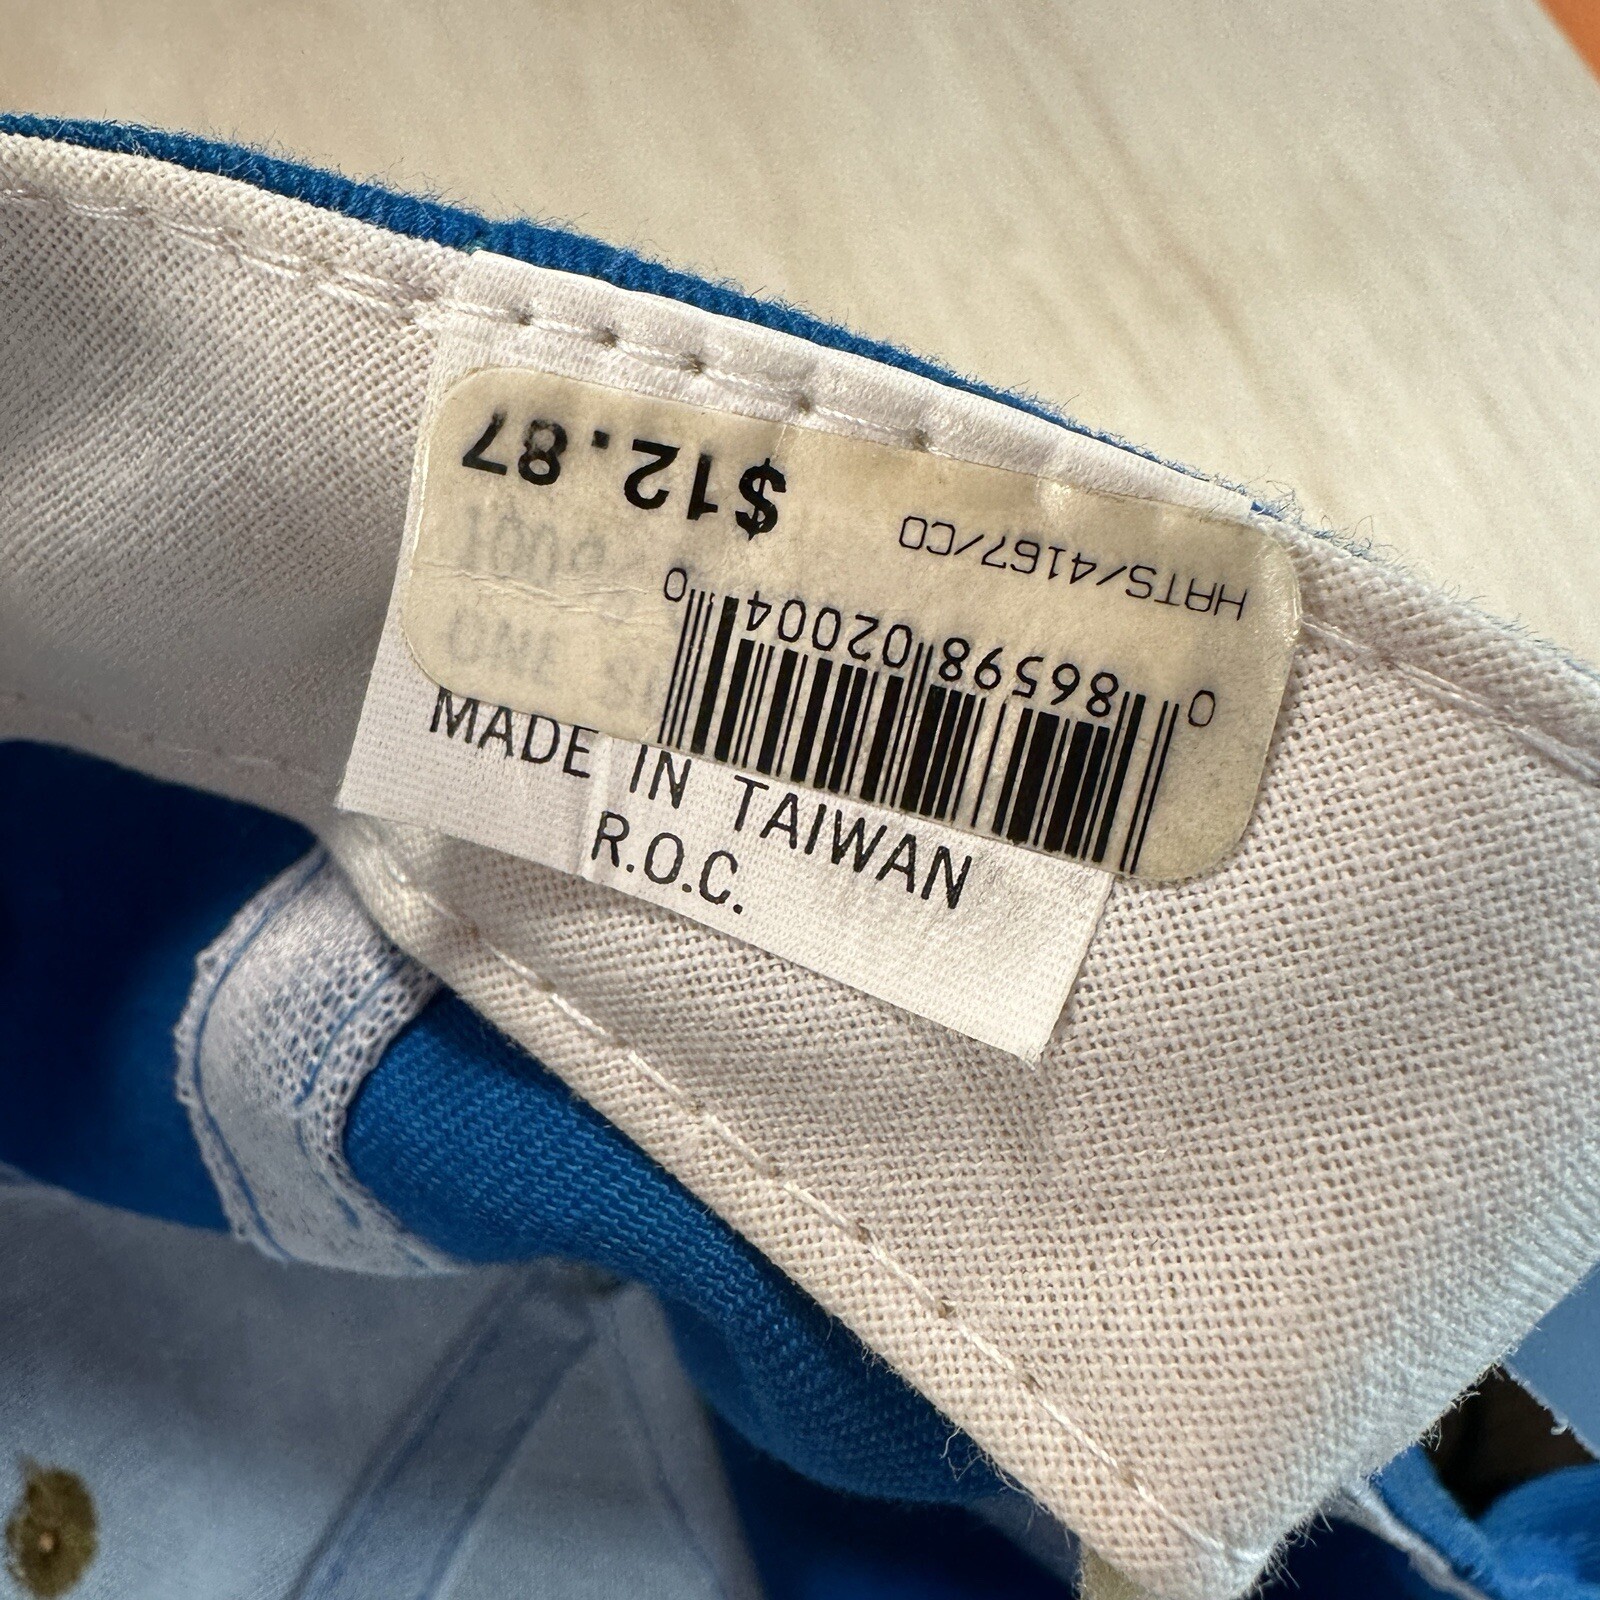 HATS/4167/CO
$12.87
0 86598 02004 0
MADE IN TAIWAN
R.O.C.